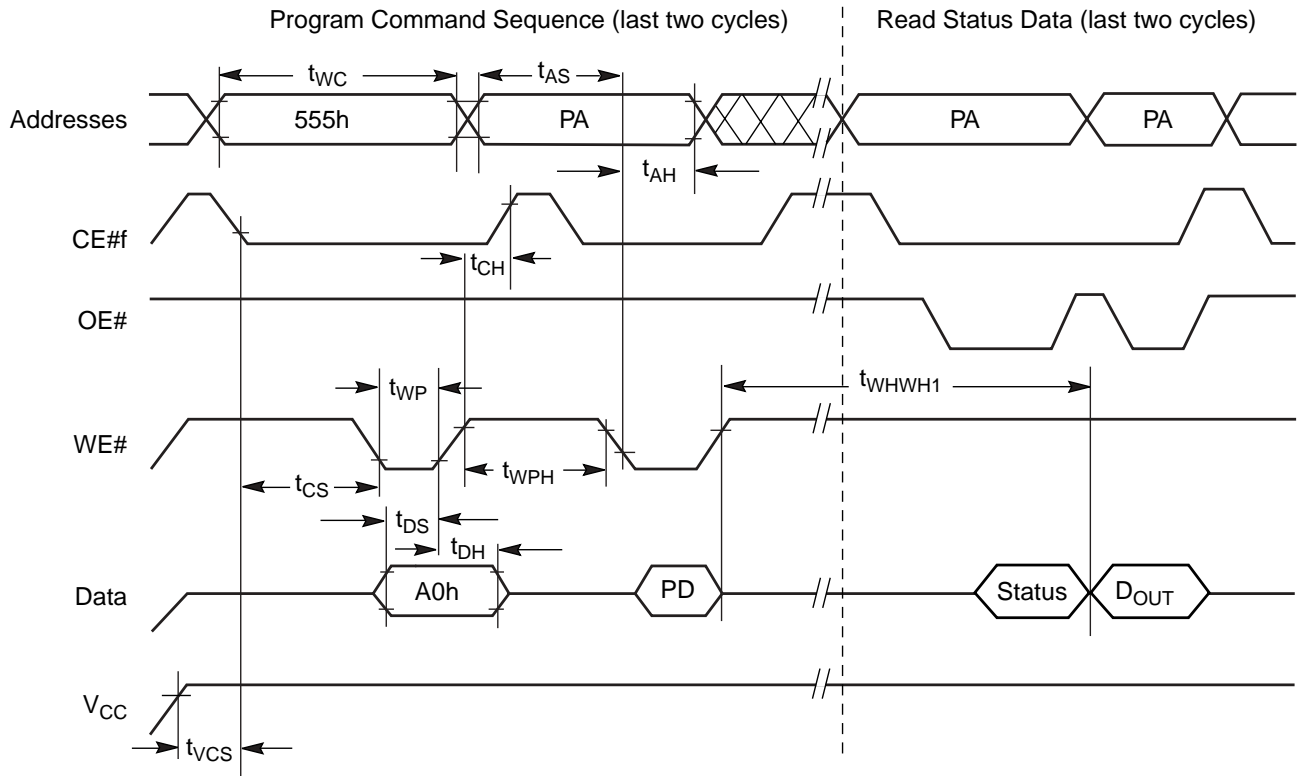 Program Command Sequence (last two cycles)
Read Status Data (last two cycles)
tWC
tAS
Addresses
555h
PA
PA
PA
tAH
CE#f
tCH
OE#
tWP
tWHWH1
WE#
tWPH
tCS
tDS
tDH
Data
A0h
PD
Status
DOUT
VCC
tVCS